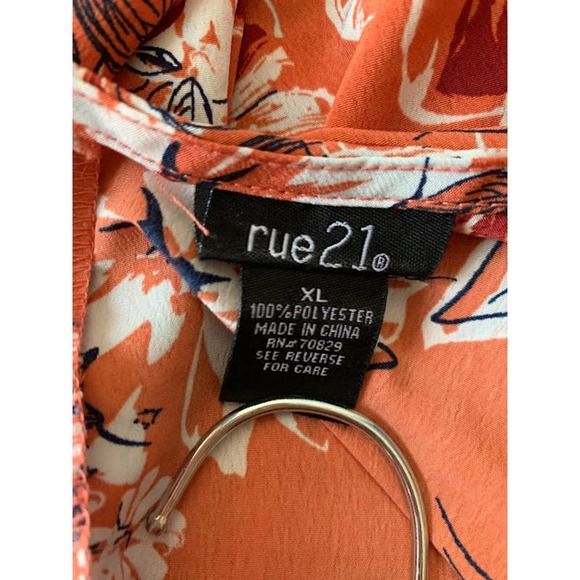 rue21®
XL
100%POLYESTER
MADE IN CHINA
RN# 70829
SEE REVERSE
FOR CARE